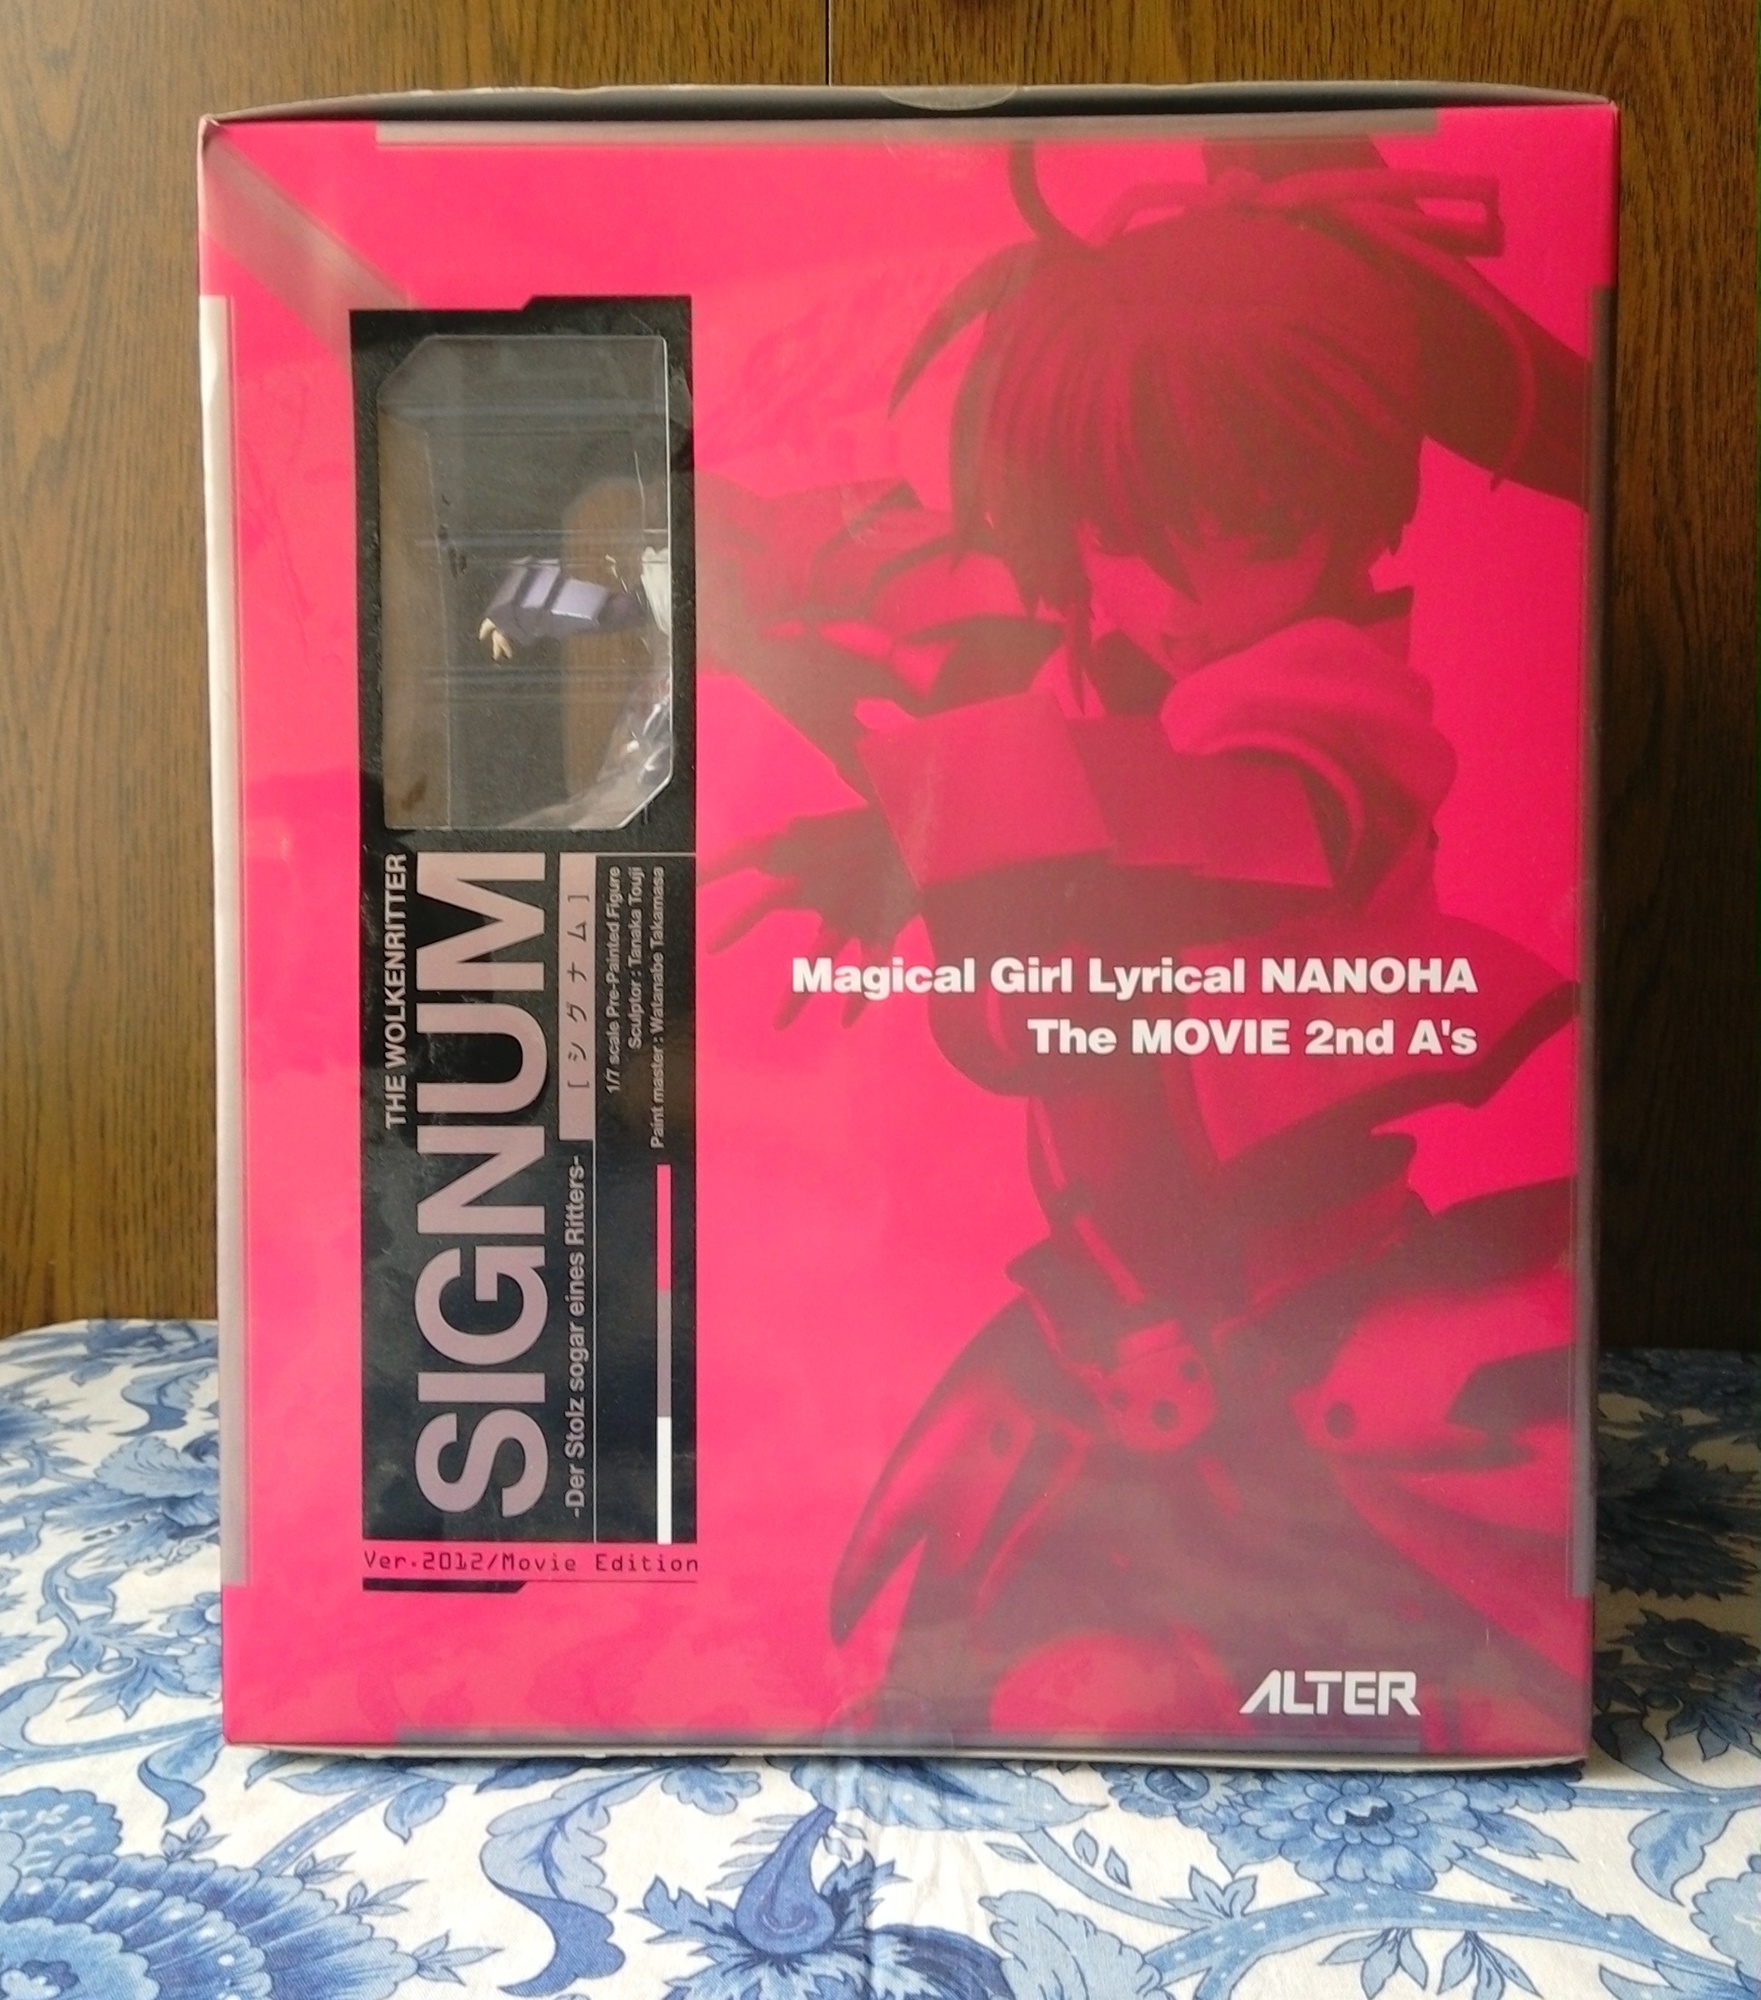 THE WOLKENRITTER
SIGNUM
[シグナム]
-Der Stolz sogar eines Ritters-
1/7 scale Pre-Painted Figure
Sculptor : Tanaka Touji
Paint master : Watanabe Takamasa
Ver.2012/Movie Edition
Magical Girl Lyrical NANOHA
The MOVIE 2nd A's
ALTER